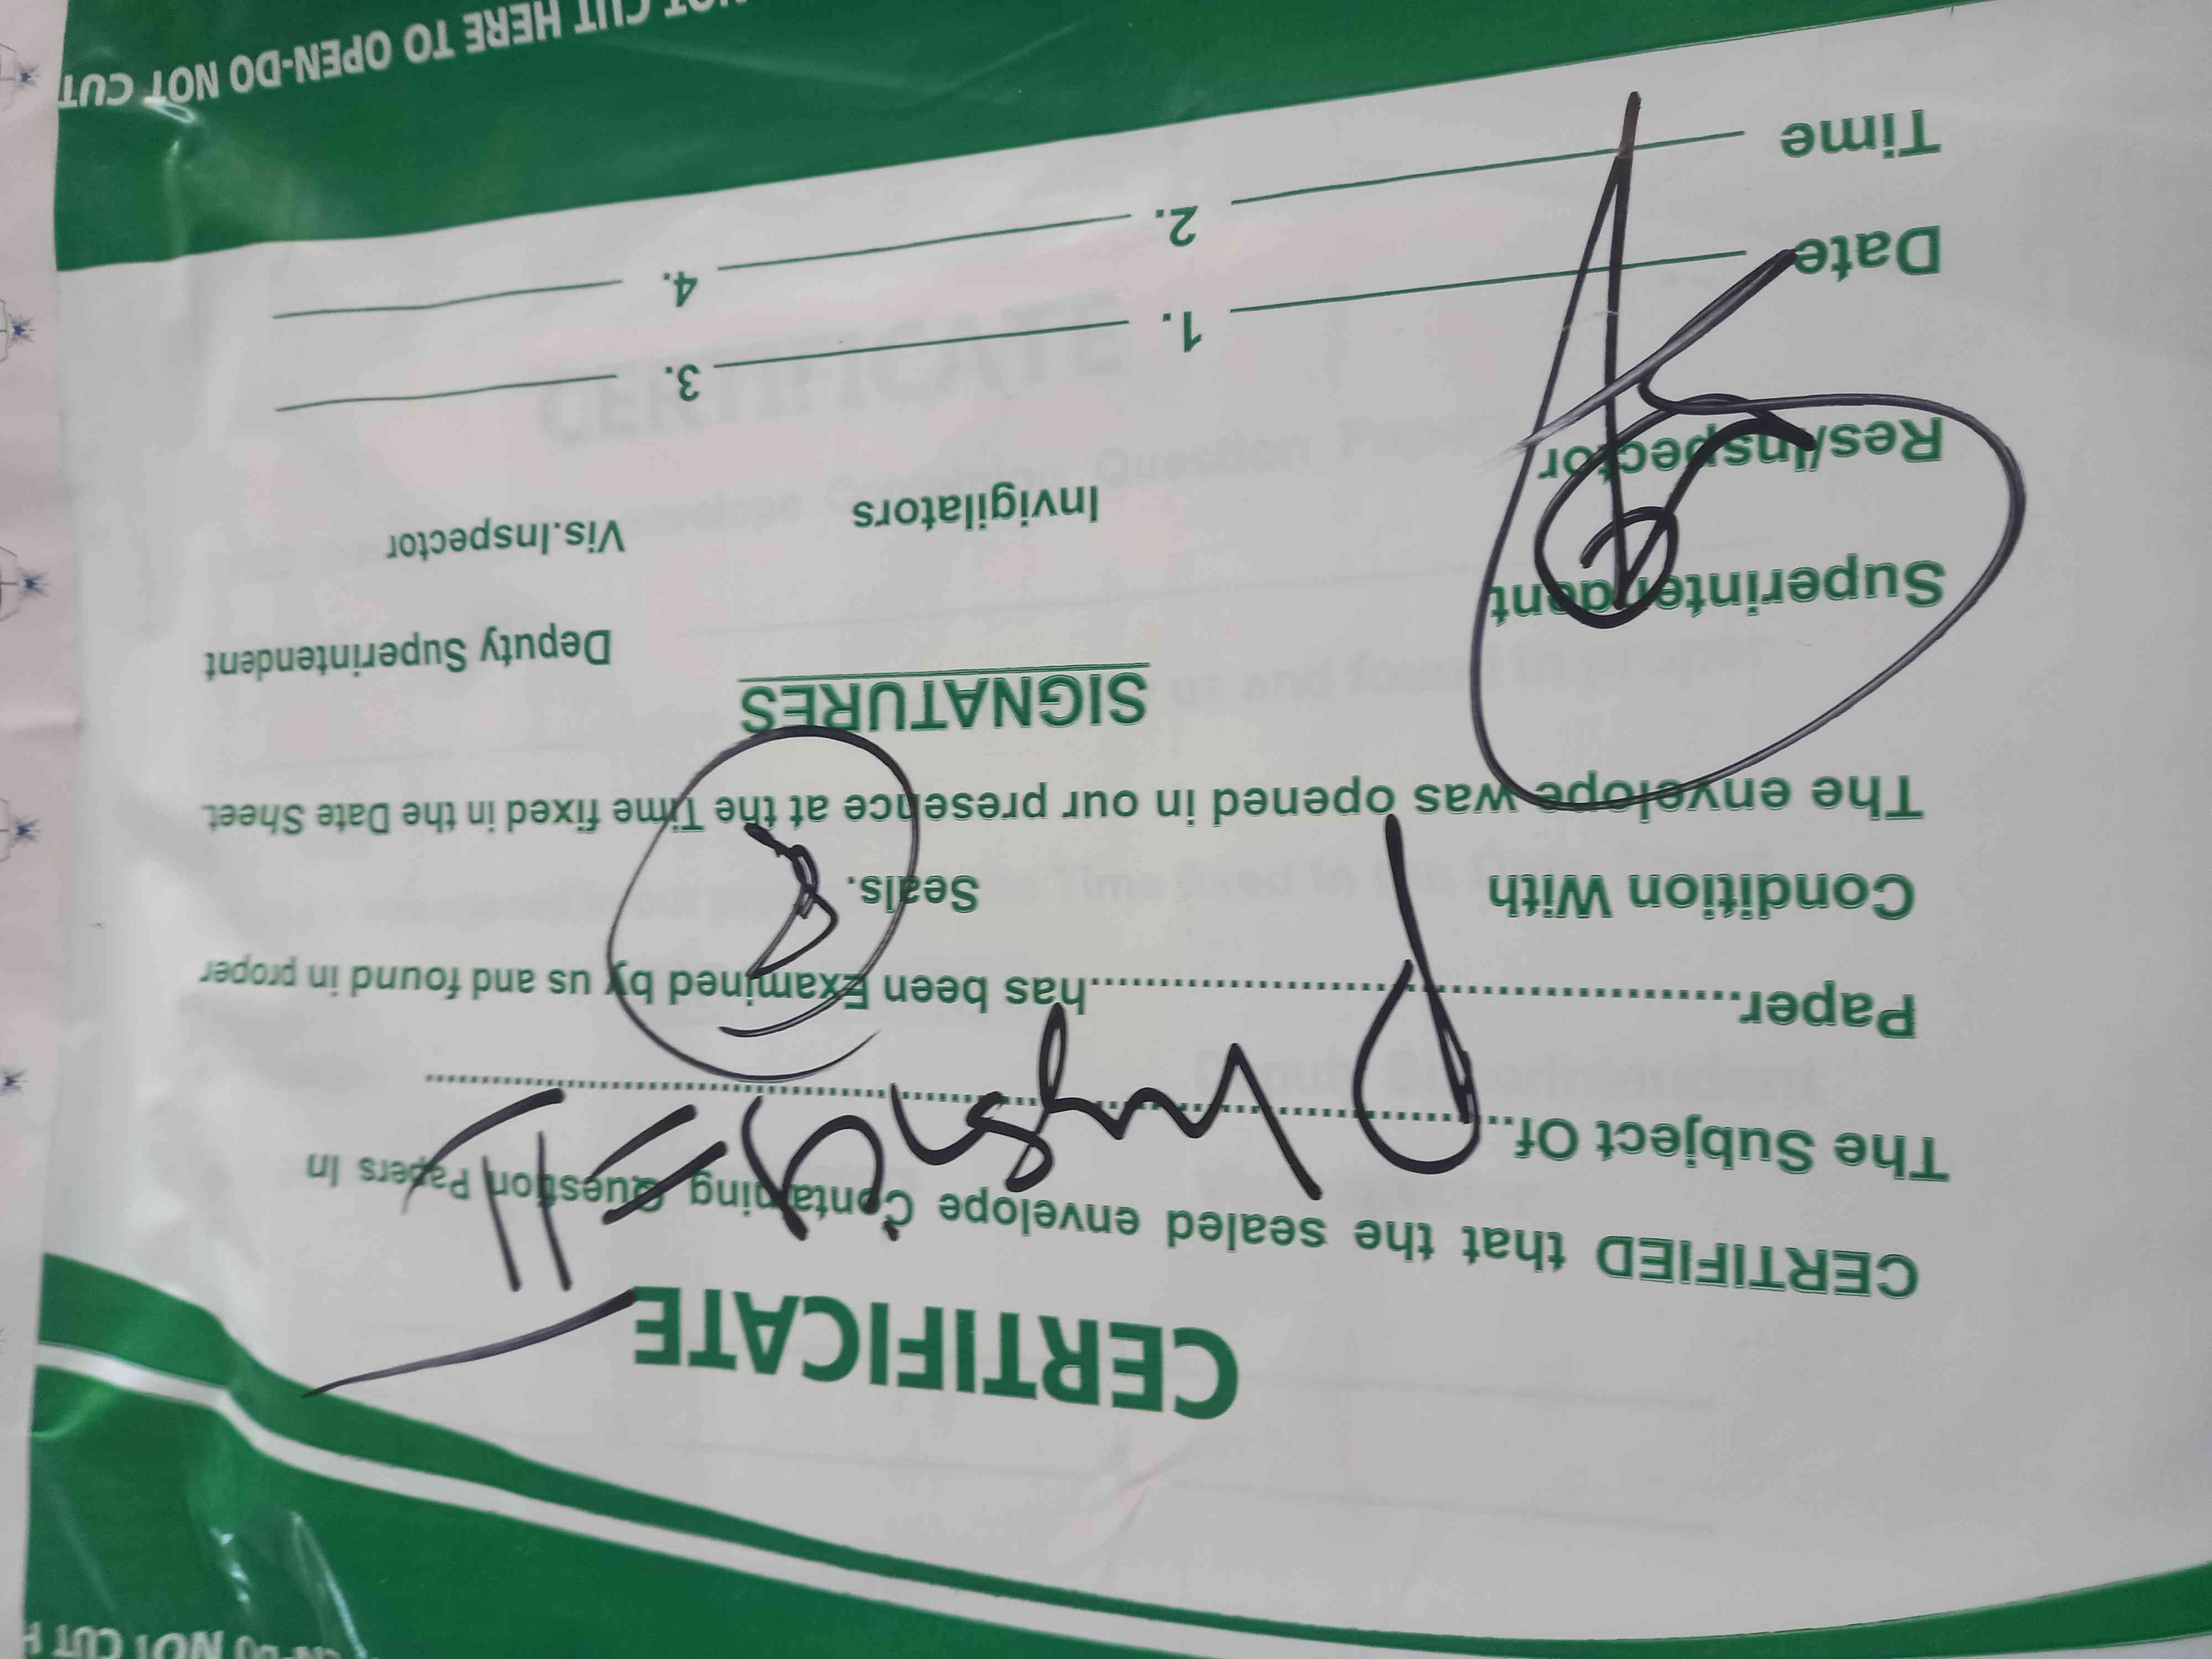 DO NOT CUT
CERTIFICATE
CERTIFIED that the sealed envelope Containing Question Papers In
The Subject Of
Physics = II
Paper has been Examined by us and found in proper
Condition With Seals.
The envelope was opened in our presence at the Time fixed in the Date Sheet.
SIGNATURES
Superintendent Deputy Superintendent
Res/Inspector Invigilators Vis.Inspector
Date 1. 3.
Time 2. 4.
NOT CUT HERE TO OPEN-DO NOT CUT